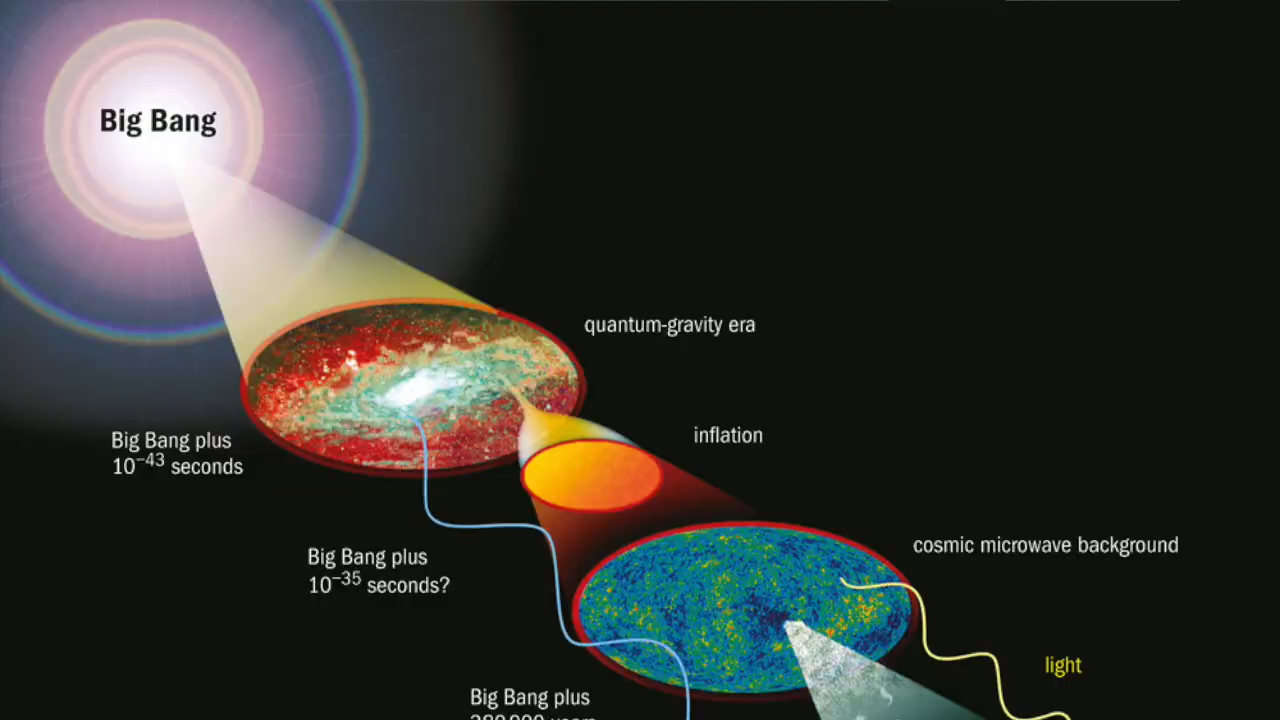 Big Bang
quantum-gravity era
Big Bang plus
10⁻⁴³ seconds
inflation
Big Bang plus
10⁻³⁵ seconds?
cosmic microwave background
light
Big Bang plus